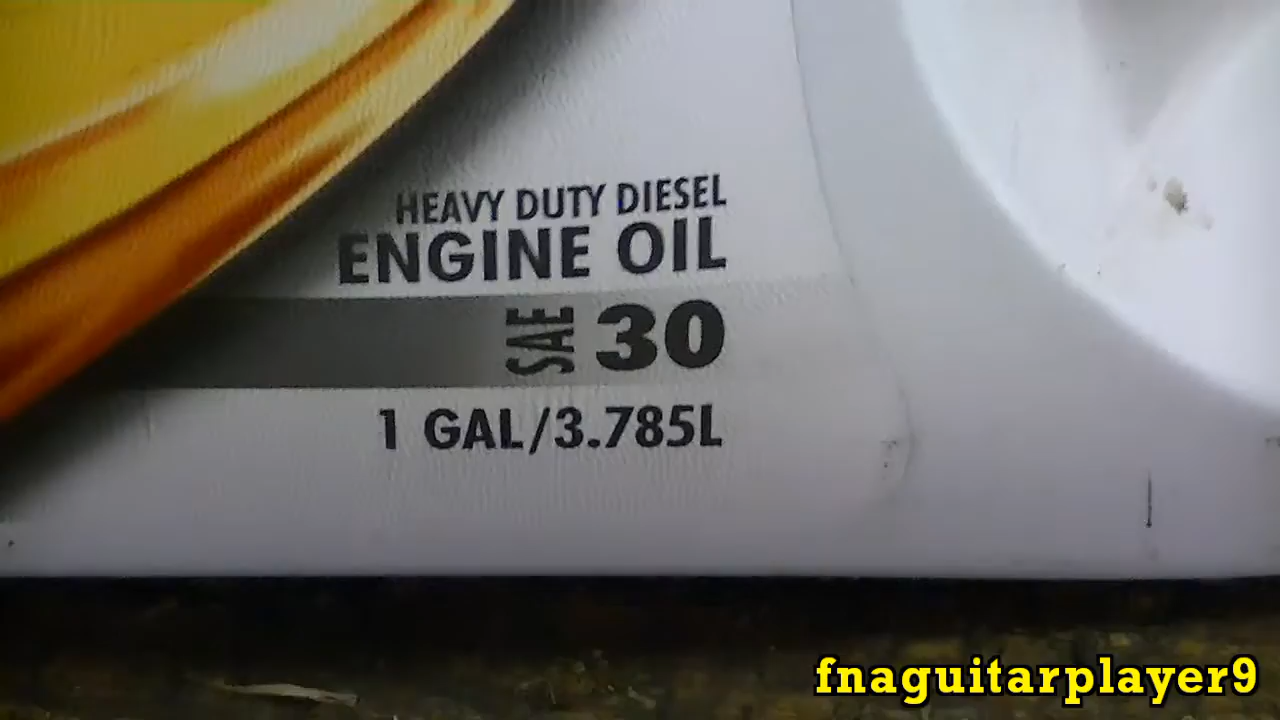 HEAVY DUTY DIESEL
ENGINE OIL
SAE 30
1 GAL/3.785L
fnaguitarplayer9